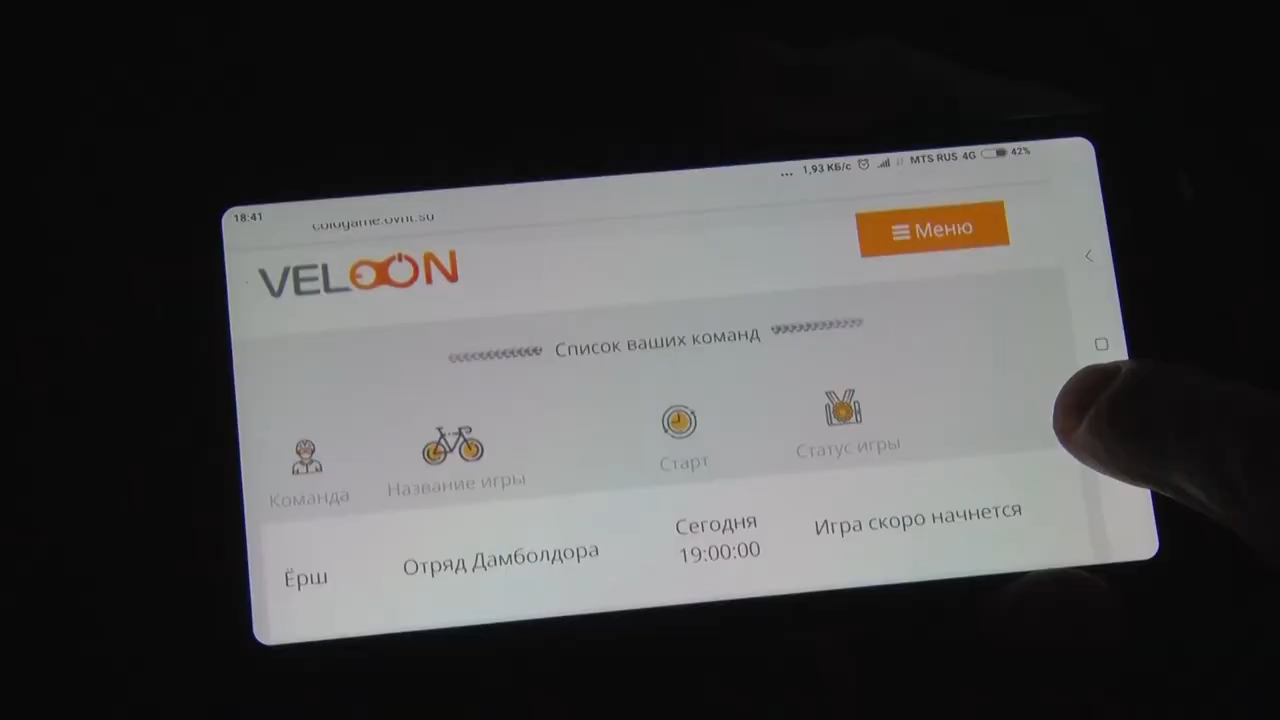 18:41
... 1,93 КБ/с MTS RUS 4G 42%
VELOON
Меню
Список ваших команд
Команда
Название игры
Старт
Статус игры
Ёрш
Отряд Дамболдора
Сегодня
19:00:00
Игра скоро начнется